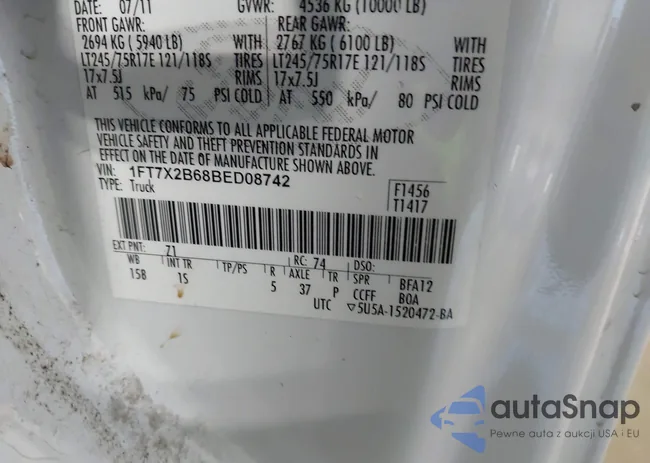 DATE: 07/11 GVWR: 4536 KG (10000 LB)
FRONT GAWR: REAR GAWR:
2694 KG ( 5940 LB) WITH 2767 KG ( 6100 LB) WITH
LT245/75R17E 121/118S TIRES LT245/75R17E 121/118S TIRES
17x7.5J RIMS 17x7.5J RIMS
AT 515 kPa/ 75 PSI COLD AT 550 kPa/ 80 PSI COLD
THIS VEHICLE CONFORMS TO ALL APPLICABLE FEDERAL MOTOR
VEHICLE SAFETY AND THEFT PREVENTION STANDARDS IN
EFFECT ON THE DATE OF MANUFACTURE SHOWN ABOVE.
VIN: 1FT7X2B68BED08742
TYPE: Truck
F1456
T1417
EXT PNT: Z1 RC: 74 DSO:
WB INT TR TP/PS R AXLE TR SPR BFA12
158 1S 5 37 P CCFF BOA
UTC ▽5U5A-1520472-BA
autaSnap
Pewne auta z aukcji USA i EU